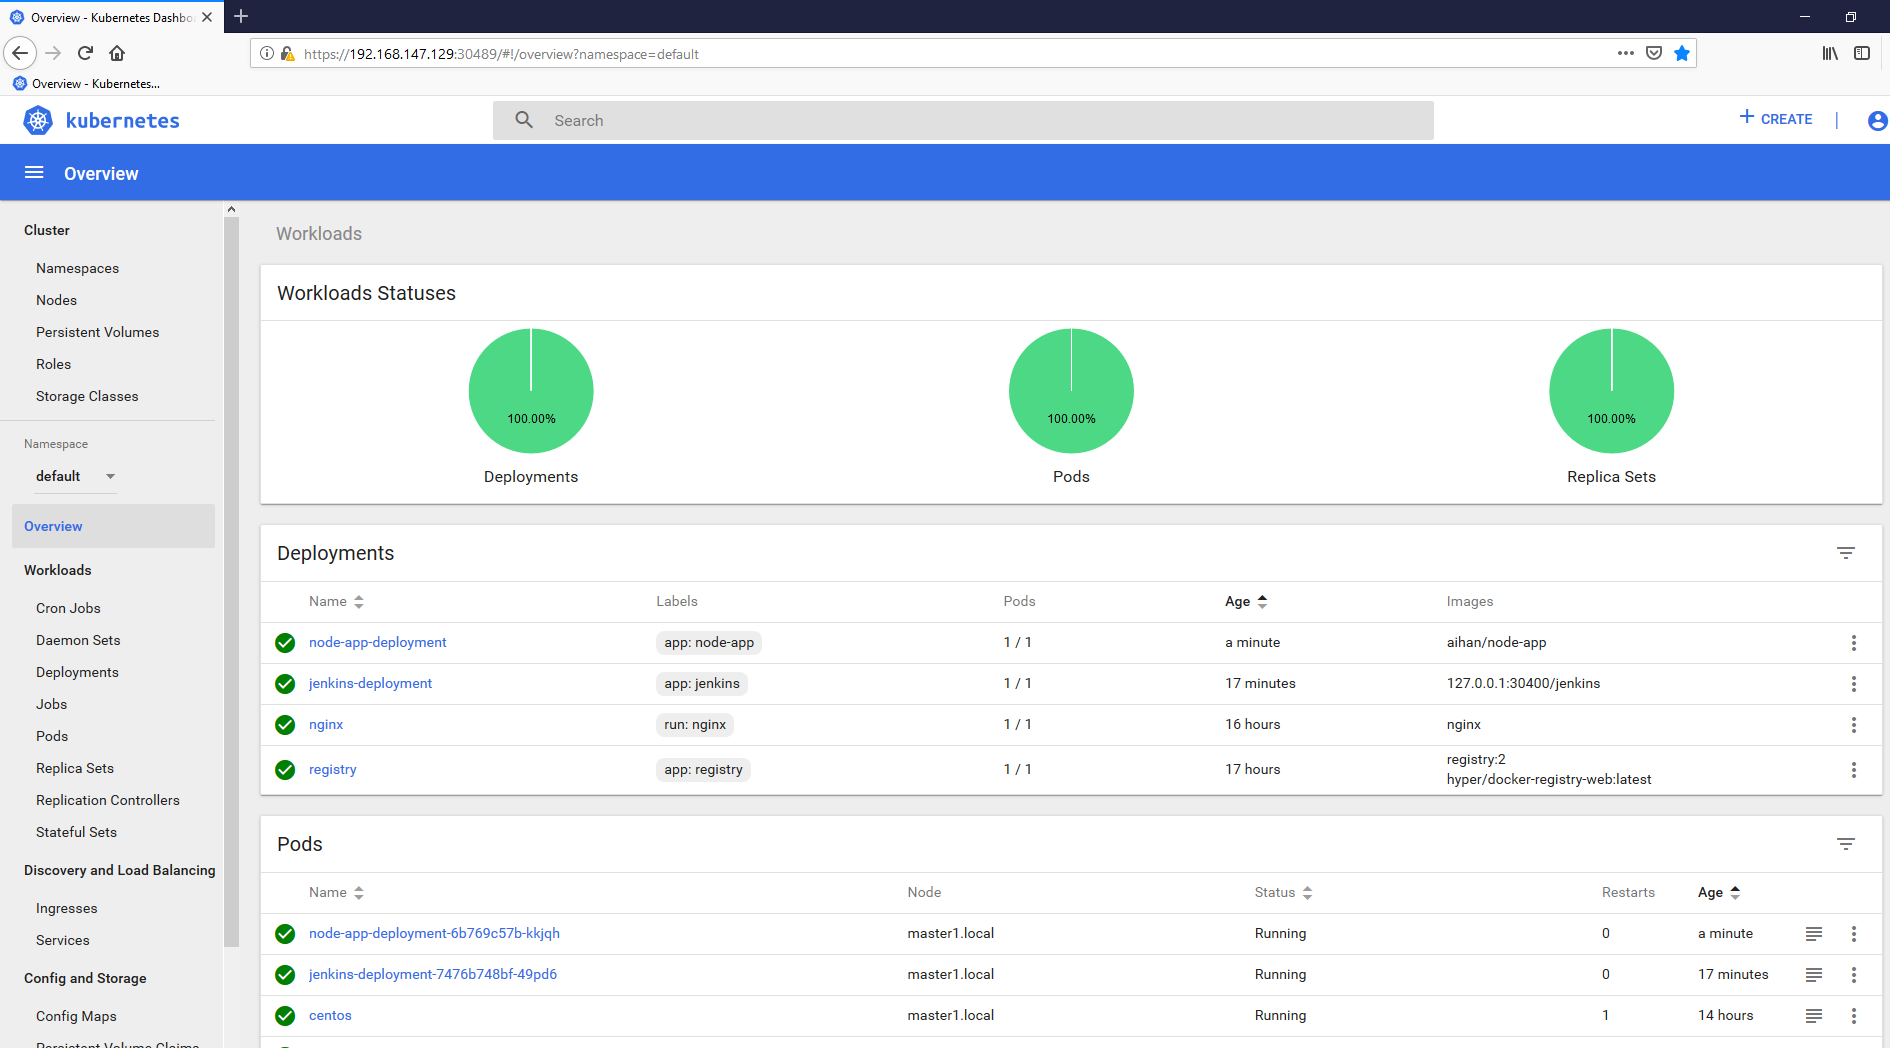 Overview - Kubernetes Dashbo
https://192.168.147.129:30489/#!/overview?namespace=default
Overview - Kubernetes...
kubernetes
Search
CREATE
Overview
Cluster
Namespaces
Nodes
Persistent Volumes
Roles
Storage Classes
Namespace
default
Overview
Workloads
Cron Jobs
Daemon Sets
Deployments
Jobs
Pods
Replica Sets
Replication Controllers
Stateful Sets
Discovery and Load Balancing
Ingresses
Services
Config and Storage
Config Maps
Persistent Volume Claims
Workloads
Workloads Statuses
100.00% 100.00% 100.00%
Deployments Pods Replica Sets
Deployments
Name Labels Pods Age Images
node-app-deployment app: node-app 1 / 1 a minute aihan/node-app
jenkins-deployment app: jenkins 1 / 1 17 minutes 127.0.0.1:30400/jenkins
nginx run: nginx 1 / 1 16 hours nginx
registry app: registry 1 / 1 17 hours registry:2
hyper/docker-registry-web:latest
Pods
Name Node Status Restarts Age
node-app-deployment-6b769c57b-kkjqh master1.local Running 0 a minute
jenkins-deployment-7476b748bf-49pd6 master1.local Running 0 17 minutes
centos master1.local Running 1 14 hours